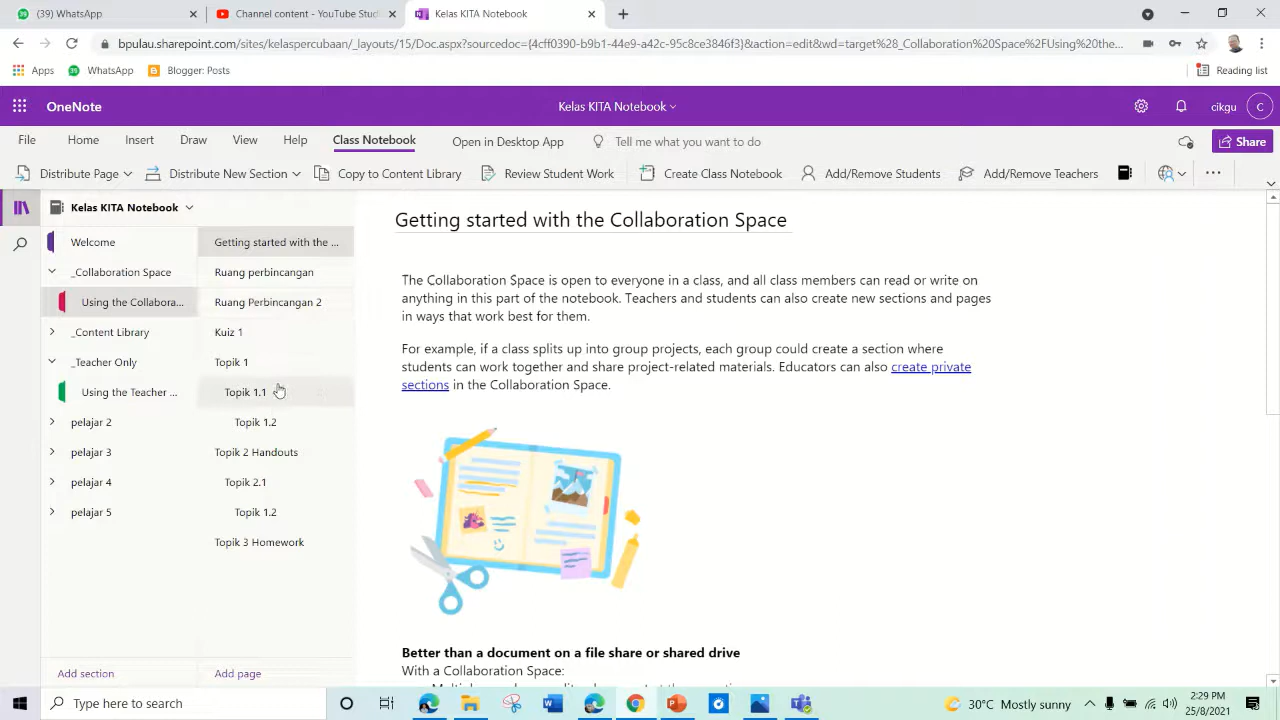 (39) WhatsApp
Channel content - YouTube Stud
Kelas KITA Notebook
bpulau.sharepoint.com/sites/kelaspercubaan/_layouts/15/Doc.aspx?sourcedoc={4cff0390-b9b1-44e9-a42c-95c8ce3846f3}&action=edit&wd=target%28_Collaboration%20Space%2FUsing%20the...
Apps
WhatsApp
Blogger: Posts
Reading list
OneNote
Kelas KITA Notebook
cikgu
C
File Home Insert Draw View Help Class Notebook Open in Desktop App Tell me what you want to do
Share
Distribute Page Distribute New Section Copy to Content Library Review Student Work Create Class Notebook Add/Remove Students Add/Remove Teachers ...
Kelas KITA Notebook
Welcome
_Collaboration Space
Using the Collabora...
_Content Library
_Teacher Only
Using the Teacher ...
pelajar 2
pelajar 3
pelajar 4
pelajar 5
Add section
Getting started with the ...
Ruang perbincangan
Ruang Perbincangan 2
Kuiz 1
Topik 1
Topik 1.1
Topik 1.2
Topik 2 Handouts
Topik 2.1
Topik 1.2
Topik 3 Homework
Add page
Getting started with the Collaboration Space
The Collaboration Space is open to everyone in a class, and all class members can read or write on
anything in this part of the notebook. Teachers and students can also create new sections and pages
in ways that work best for them.
For example, if a class splits up into group projects, each group could create a section where
students can work together and share project-related materials. Educators can also create private
sections in the Collaboration Space.
Better than a document on a file share or shared drive
With a Collaboration Space:
Type here to search
30°C Mostly sunny
2:29 PM
25/8/2021